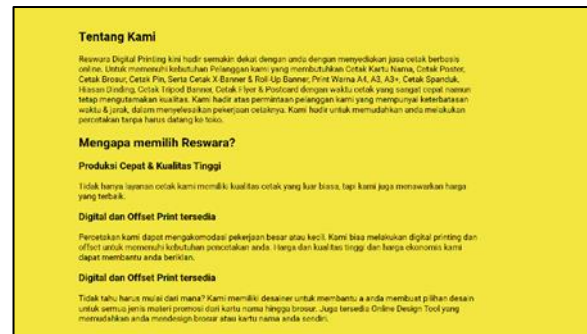 Tentang Kami
Reswara Digital Printing kini hadir semakin dekat dengan anda dengan menyediakan jasa cetak berbasis
online. Untuk memenuhi kebutuhan Pelanggan kami yang membutuhkan Cetak Kartu Nama, Cetak Poster,
Cetak Brosur, Cetak Pin, Serta Cetak X-Banner & Roll-Up Banner, Print Warna A4, A3, A3+, Cetak Spanduk,
Hiasan Dinding, Cetak Tripod Banner, Cetak Flyer & Postcard dengan waktu cetak yang sangat cepat namun
tetap mengutamakan kualitas. Kami hadir atas permintaan pelanggan kami yang mempunyai keterbatasan
waktu & jarak, dalam menyelesaikan pekerjaan cetaknya. Kami hadir untuk memudahkan anda melakukan
percetakan tanpa harus datang ke toko.
Mengapa memilih Reswara?
Produksi Cepat & Kualitas Tinggi
Tidak hanya layanan cetak kami memiliki kualitas cetak yang luar biasa, tapi kami juga menawarkan harga
yang terbaik.
Digital dan Offset Print tersedia
Percetakan kami dapat mengakomodasi pekerjaan besar atau kecil. Kami bisa melakukan digital printing dan
offset untuk memenuhi kebutuhan percetakan anda. Harga dan kualitas tinggi dan harga ekonomis kami
dapat membantu anda beriklan.
Digital dan Offset Print tersedia
Tidak tahu harus mulai dari mana? Kami memiliki desainer untuk membantu a anda membuat pilihan desain
untuk semua jenis materi promosi dari kartu nama hingga brosur. Juga tersedia Online Design Tool yang
memudahkan anda mendesign brosur atau kartu nama anda sendiri.